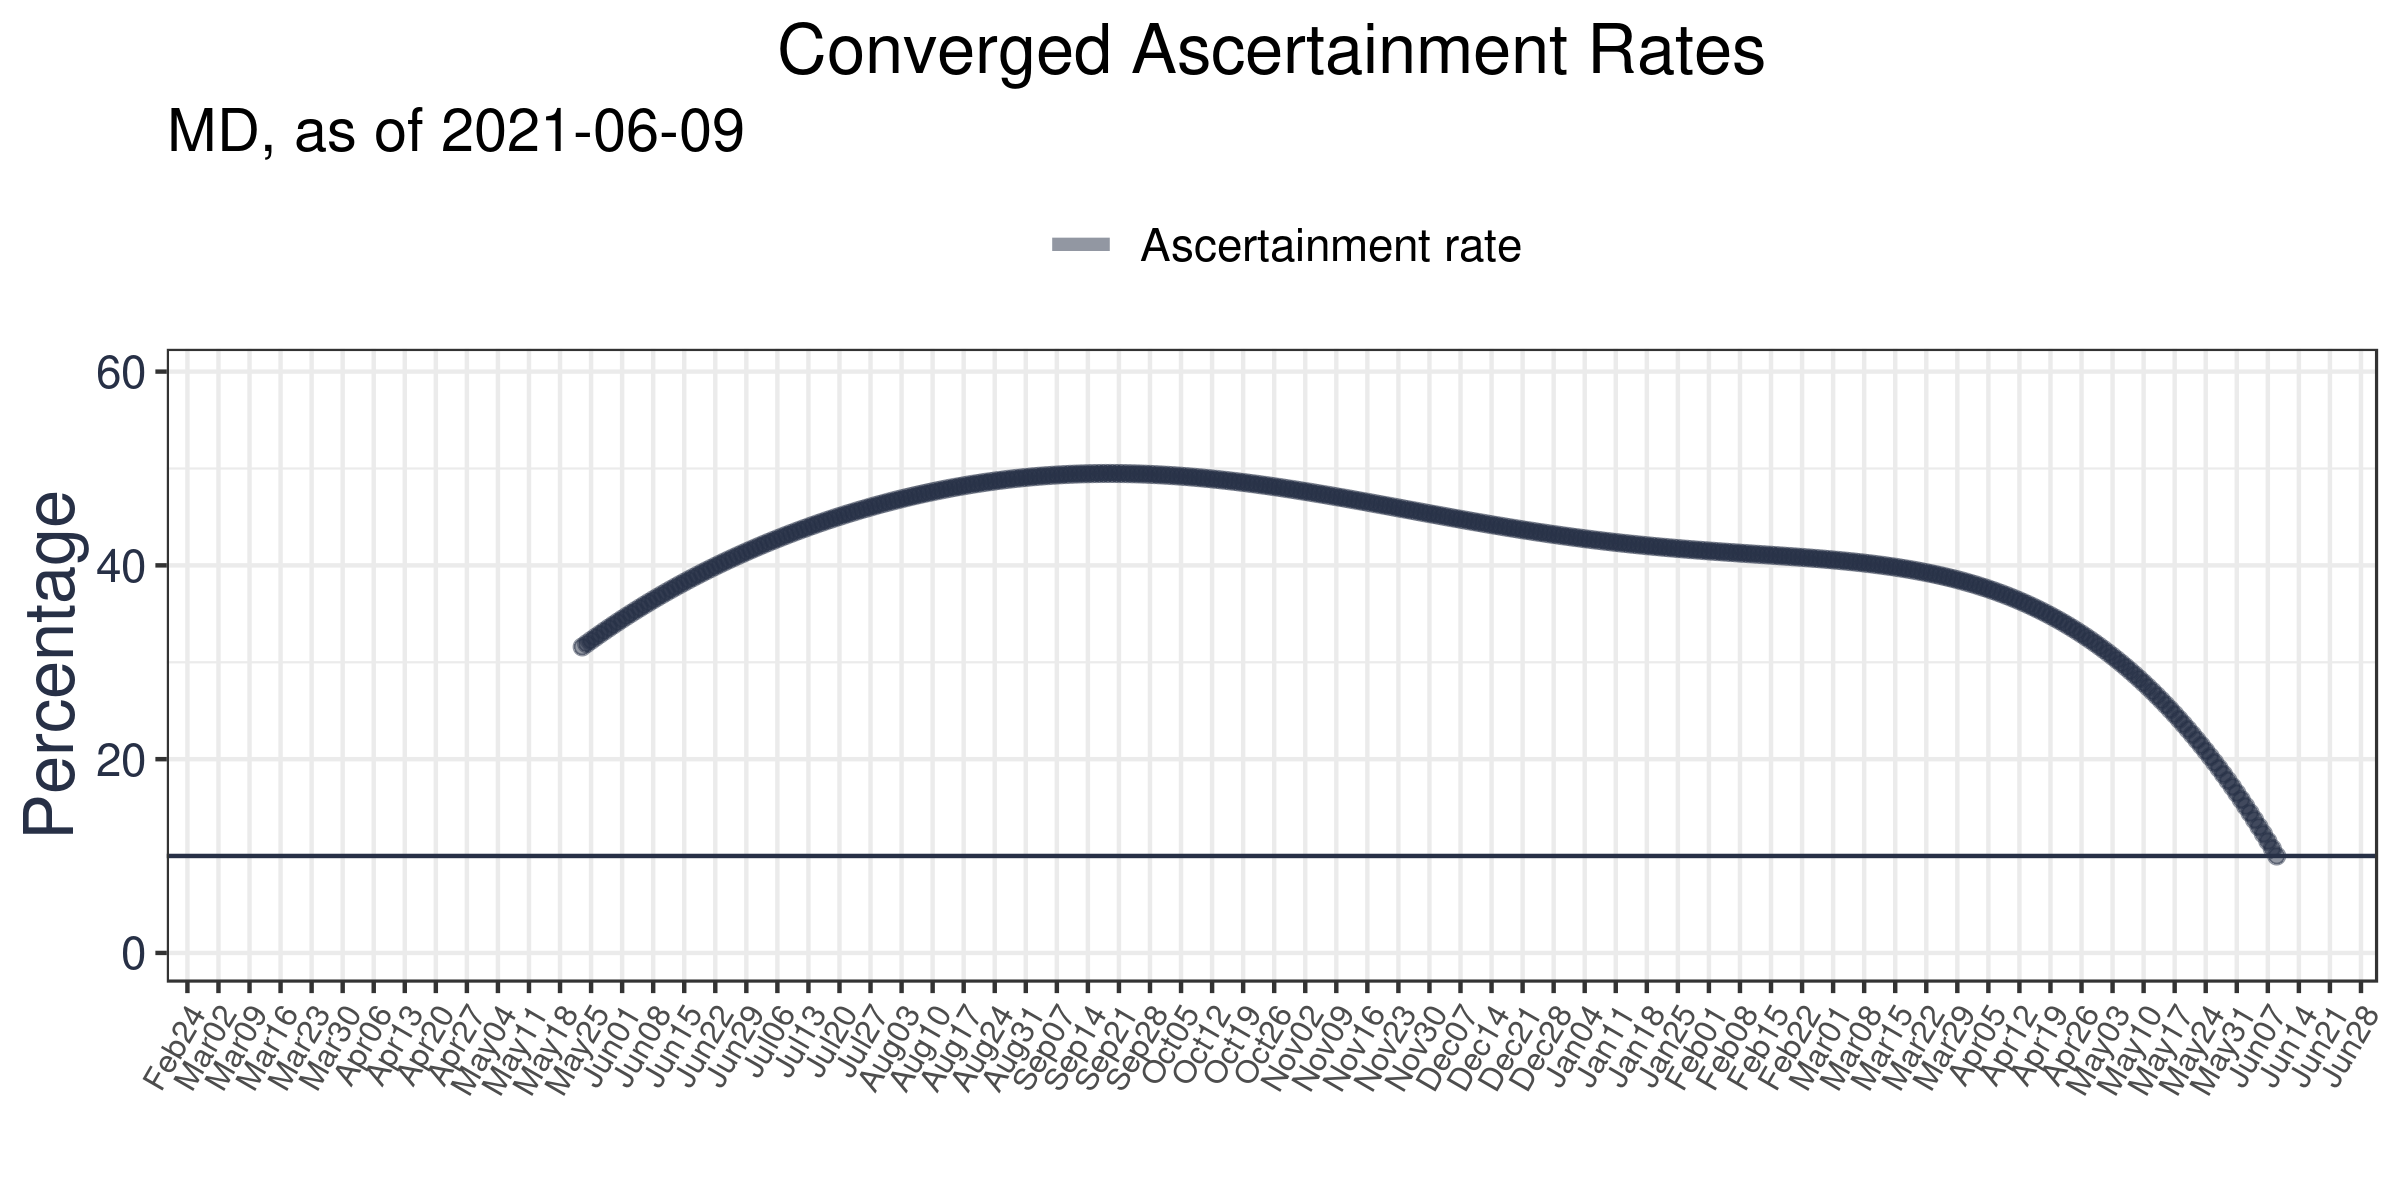 Converged Ascertainment Rates
MD, as of 2021-06-09
Ascertainment rate
Percentage
60
40
20
0
Feb24
Mar02
Mar09
Mar16
Mar23
Mar30
Apr06
Apr13
Apr20
Apr27
May04
May11
May18
May25
Jun01
Jun08
Jun15
Jun22
Jun29
Jul06
Jul13
Jul20
Jul27
Aug03
Aug10
Aug17
Aug24
Aug31
Sep07
Sep14
Sep21
Sep28
Oct05
Oct12
Oct19
Oct26
Nov02
Nov09
Nov16
Nov23
Nov30
Dec07
Dec14
Dec21
Dec28
Jan04
Jan11
Jan18
Jan25
Feb01
Feb08
Feb15
Feb22
Mar01
Mar08
Mar15
Mar22
Mar29
Apr05
Apr12
Apr19
Apr26
May03
May10
May17
May24
May31
Jun07
Jun14
Jun21
Jun28